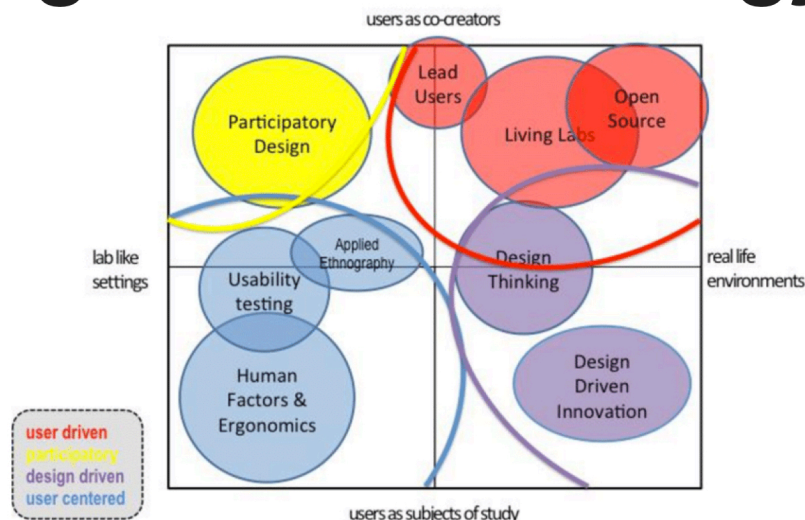 users as co-creators
Lead
Users
Open
Source
Participatory
Design
Living Labs
lab like
settings
Applied
Ethnography
Design
Thinking
real life
environments
Usability
testing
Human
Factors &
Ergonomics
Design
Driven
Innovation
user driven
participatory
design driven
user centered
users as subjects of study